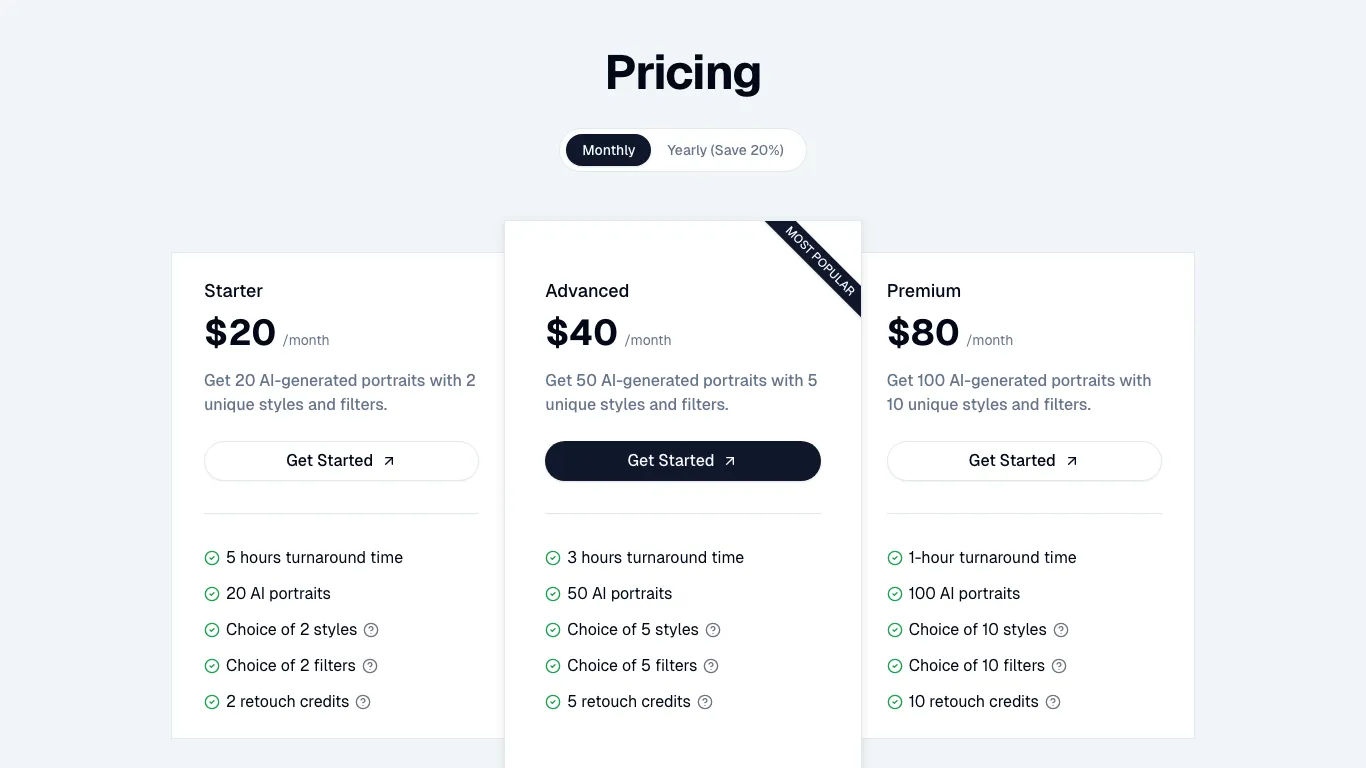 Pricing
Monthly
Yearly (Save 20%)
Starter
$20 /month
Get 20 AI-generated portraits with 2
unique styles and filters.
Get Started
5 hours turnaround time
20 AI portraits
Choice of 2 styles
Choice of 2 filters
2 retouch credits
MOST POPULAR
Advanced
$40 /month
Get 50 AI-generated portraits with 5
unique styles and filters.
Get Started
3 hours turnaround time
50 AI portraits
Choice of 5 styles
Choice of 5 filters
5 retouch credits
Premium
$80 /month
Get 100 AI-generated portraits with
10 unique styles and filters.
Get Started
1-hour turnaround time
100 AI portraits
Choice of 10 styles
Choice of 10 filters
10 retouch credits